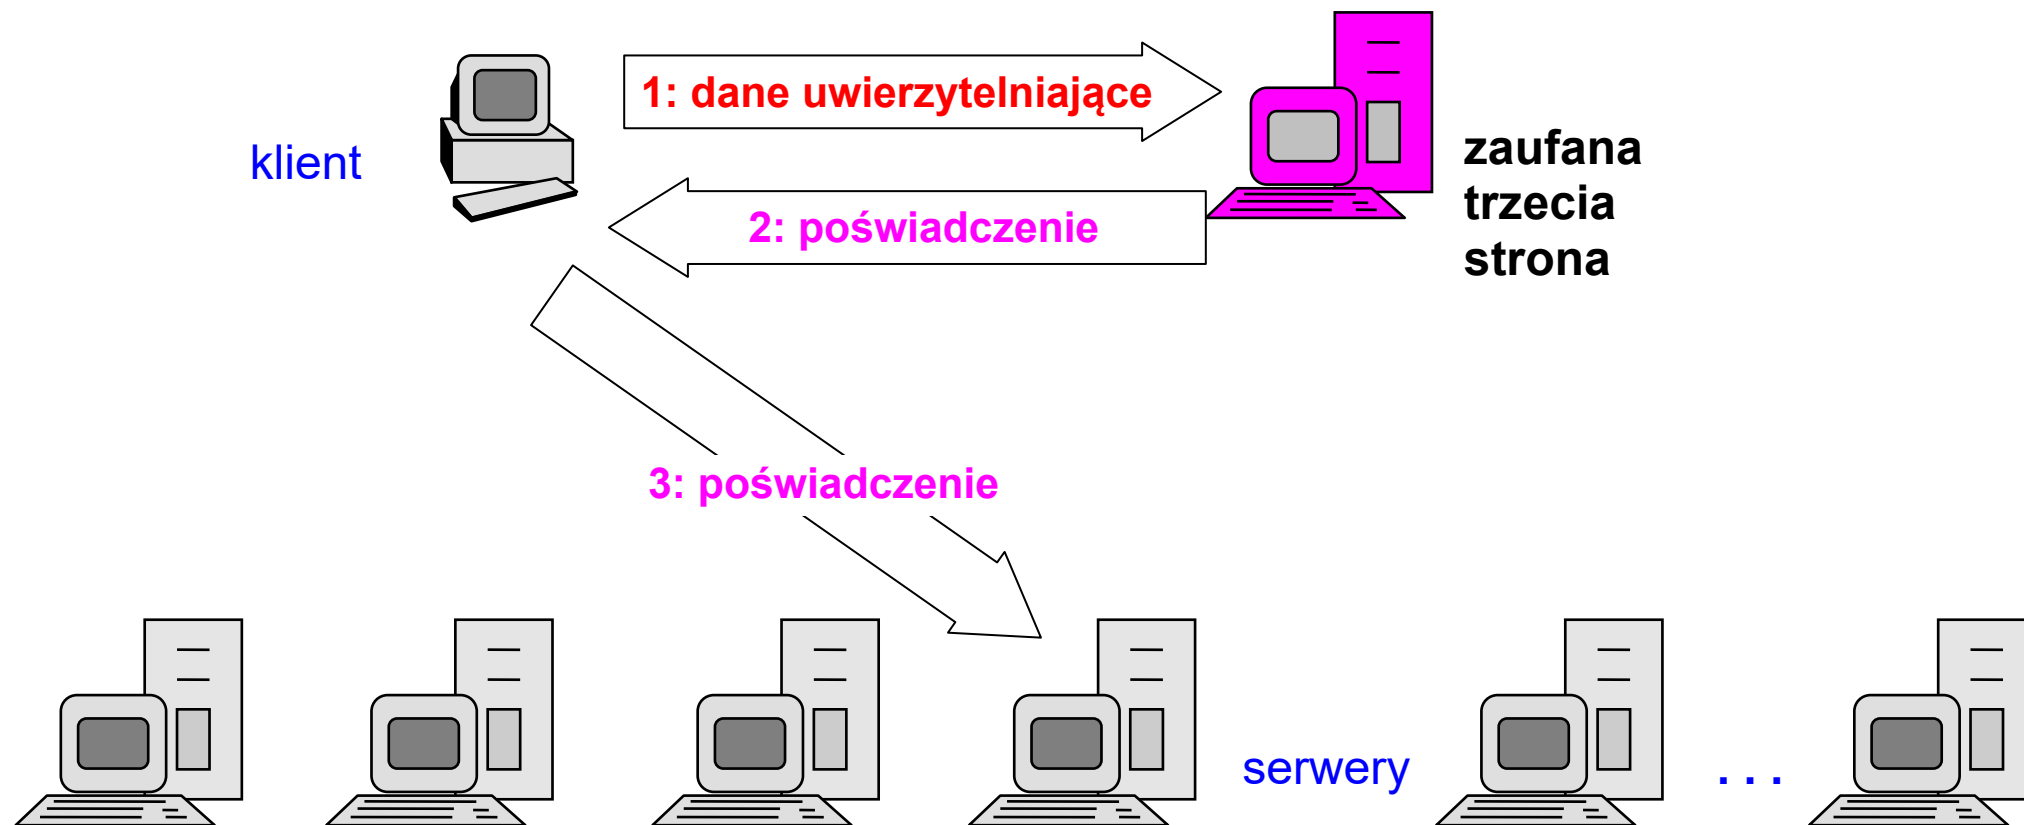 1: dane uwierzytelniające
klient
zaufana
trzecia
strona
2: poświadczenie
3: poświadczenie
serwery
. . .